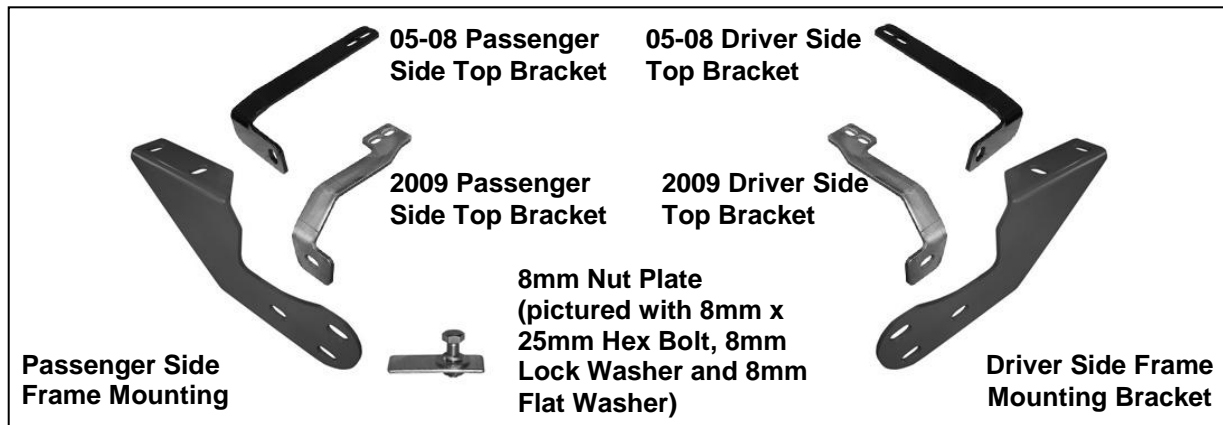 05-08 Passenger
Side Top Bracket
05-08 Driver Side
Top Bracket
2009 Passenger
Side Top Bracket
2009 Driver Side
Top Bracket
8mm Nut Plate
(pictured with 8mm x
25mm Hex Bolt, 8mm
Lock Washer and 8mm
Flat Washer)
Passenger Side
Frame Mounting
Driver Side Frame
Mounting Bracket